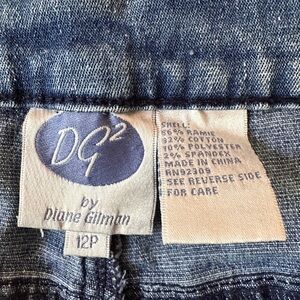 DG2
by
Diane Gilman
12P
SHELL:
56% RAMIE
32% COTTON
10% POLYESTER
2% SPANDEX
MADE IN CHINA
RN92309
SEE REVERSE SIDE
FOR CARE